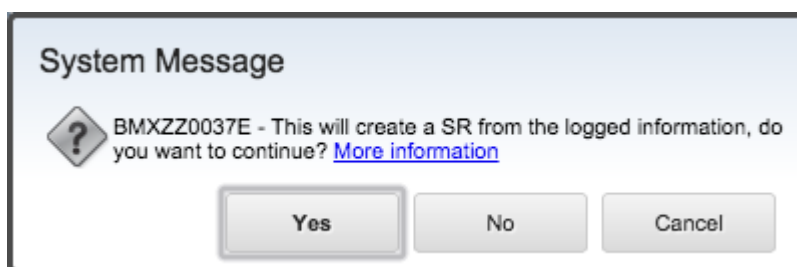 System Message
?
BMXZZ0037E - This will create a SR from the logged information, do
you want to continue? More information
Yes No Cancel